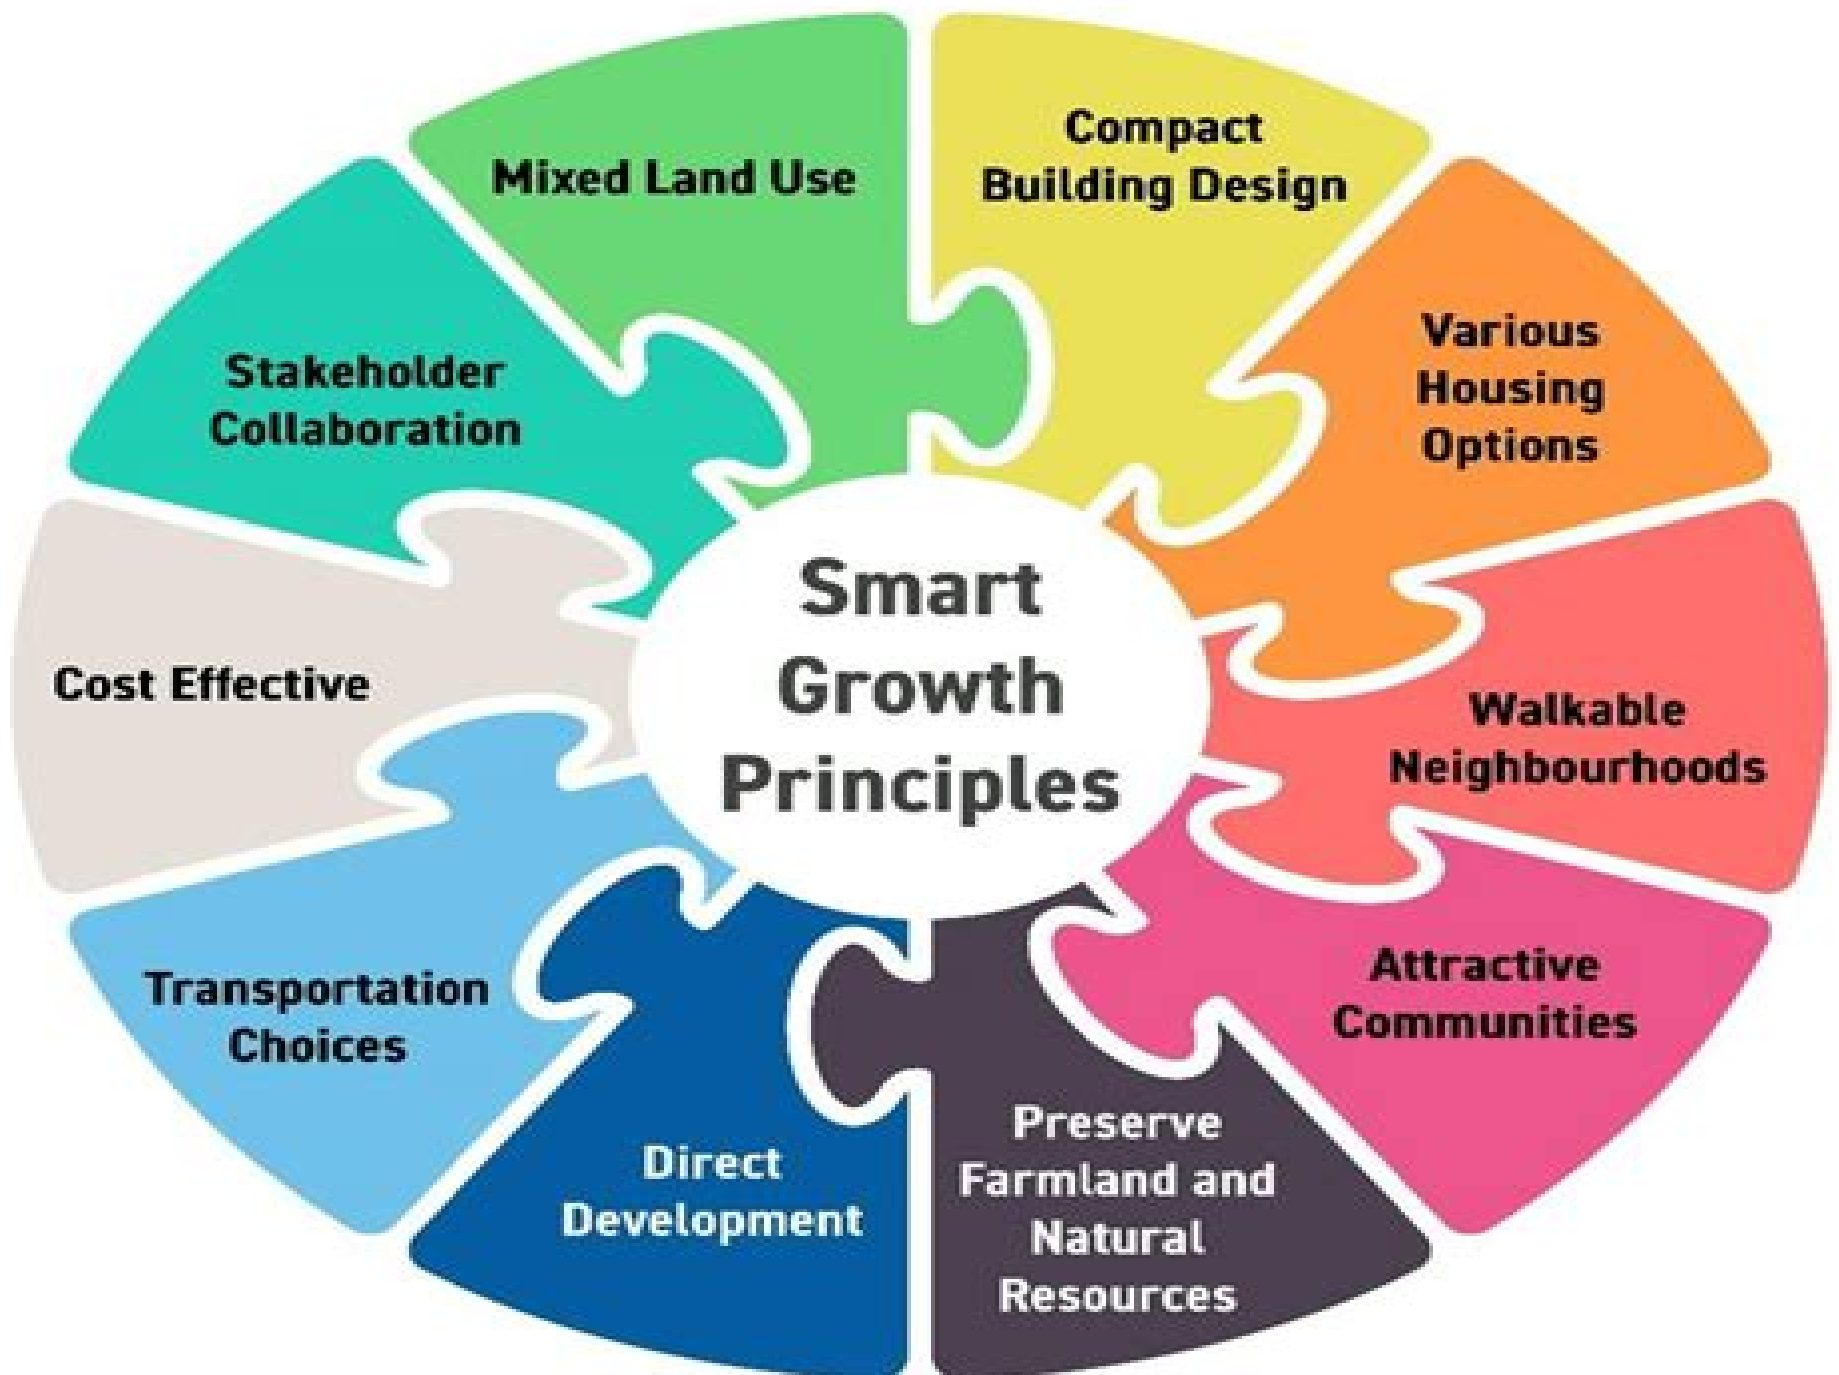 Smart
Growth
Principles
Mixed Land Use
Compact
Building Design
Various
Housing
Options
Walkable
Neighbourhoods
Attractive
Communities
Preserve
Farmland and
Natural
Resources
Direct
Development
Transportation
Choices
Cost Effective
Stakeholder
Collaboration